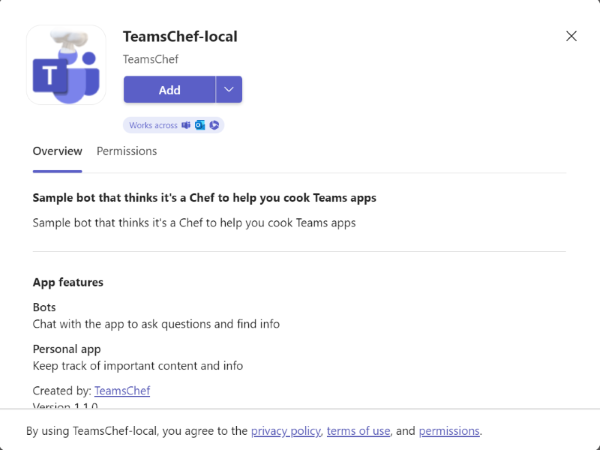 TeamsChef-local
TeamsChef
T
Add
Works across
Overview Permissions
Sample bot that thinks it's a Chef to help you cook Teams apps
Sample bot that thinks it's a Chef to help you cook Teams apps
App features
Bots
Chat with the app to ask questions and find info
Personal app
Keep track of important content and info
Created by: TeamsChef
Version 1.1.0
By using TeamsChef-local, you agree to the privacy policy, terms of use, and permissions.